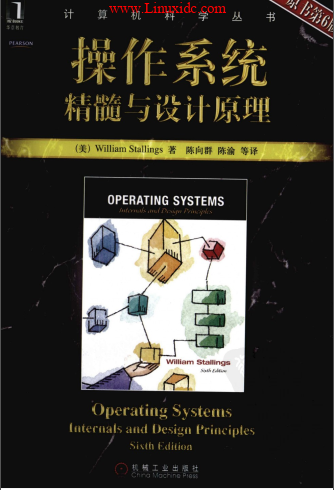 www.Limxidc.com
计算机科学丛书
原书第6版
PEARSON
操作系统
精髓与设计原理
(美) William Stallings 著 陈向群 陈渝 等译
OPERATING SYSTEMS
Internals and Design Principles
William Stallings
Sixth Edition
Operating Systems
Internals and Design Principles
Sixth Edition
机械工业出版社
China Machine Press